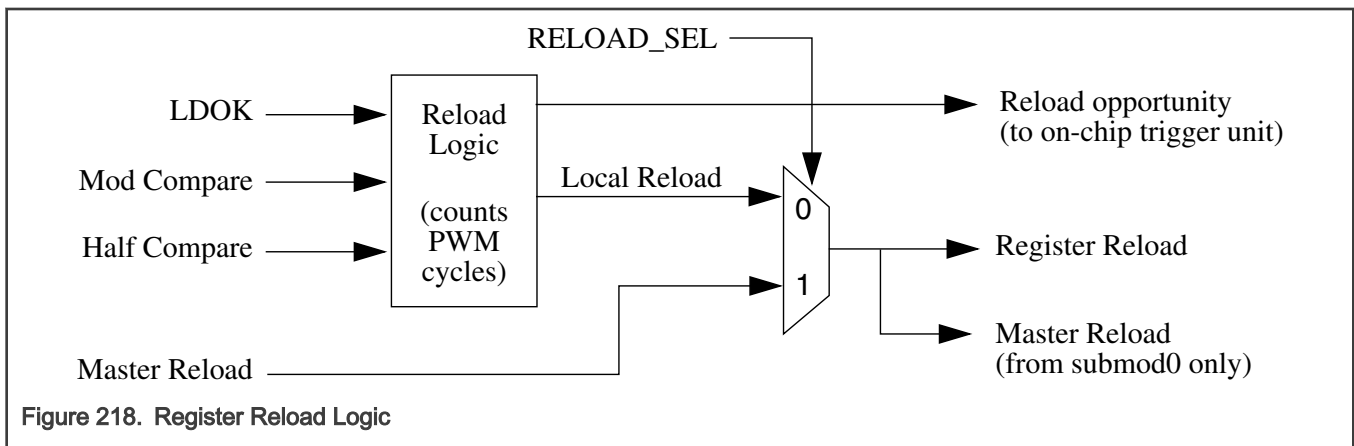 RELOAD_SEL
LDOK
Mod Compare
Half Compare
Reload
Logic
(counts
PWM
cycles)
Local Reload
0
1
Master Reload
Reload opportunity
(to on-chip trigger unit)
Register Reload
Master Reload
(from submod0 only)
Figure 218. Register Reload Logic